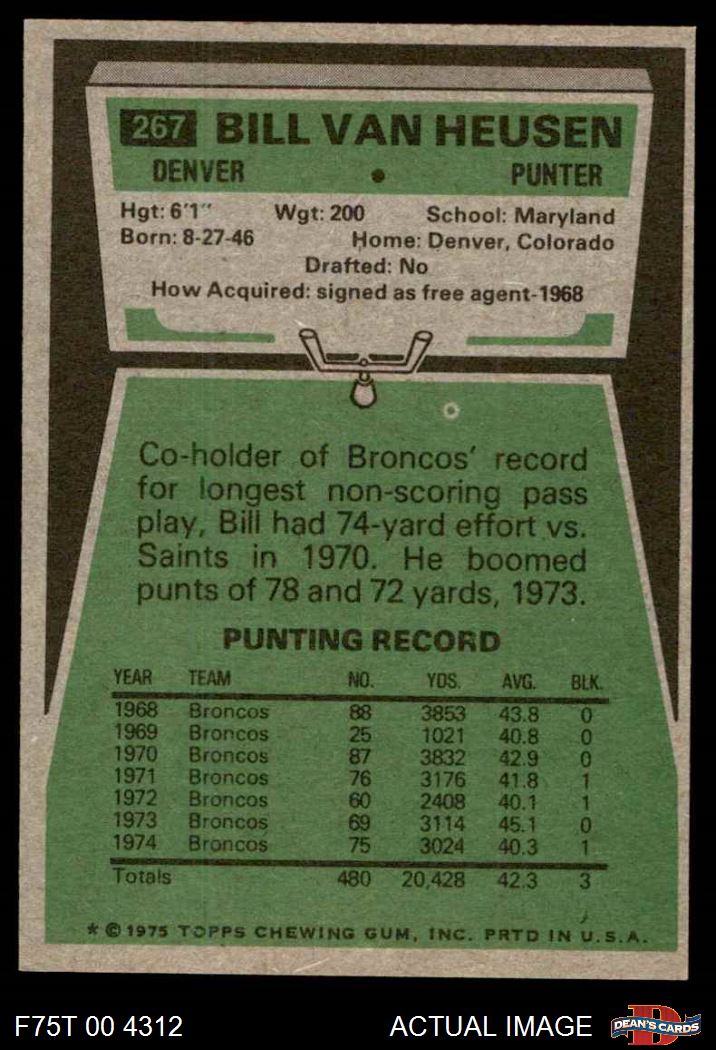 267 BILL VAN HEUSEN
DENVER • PUNTER
Hgt: 6'1" Wgt: 200 School: Maryland
Born: 8-27-46 Home: Denver, Colorado
Drafted: No
How Acquired: signed as free agent-1968
Co-holder of Broncos' record
for longest non-scoring pass
play, Bill had 74-yard effort vs.
Saints in 1970. He boomed
punts of 78 and 72 yards, 1973.
PUNTING RECORD
YEAR TEAM NO. YDS. AVG. BLK.
1968 Broncos 88 3853 43.8 0
1969 Broncos 25 1021 40.8 0
1970 Broncos 87 3832 42.9 0
1971 Broncos 76 3176 41.8 1
1972 Broncos 60 2408 40.1 1
1973 Broncos 69 3114 45.1 0
1974 Broncos 75 3024 40.3 1
Totals 480 20,428 42.3 3
* © 1975 TOPPS CHEWING GUM, INC. PRTD IN U.S.A.
F75T 00 4312 ACTUAL IMAGE D DEAN'S CARDS